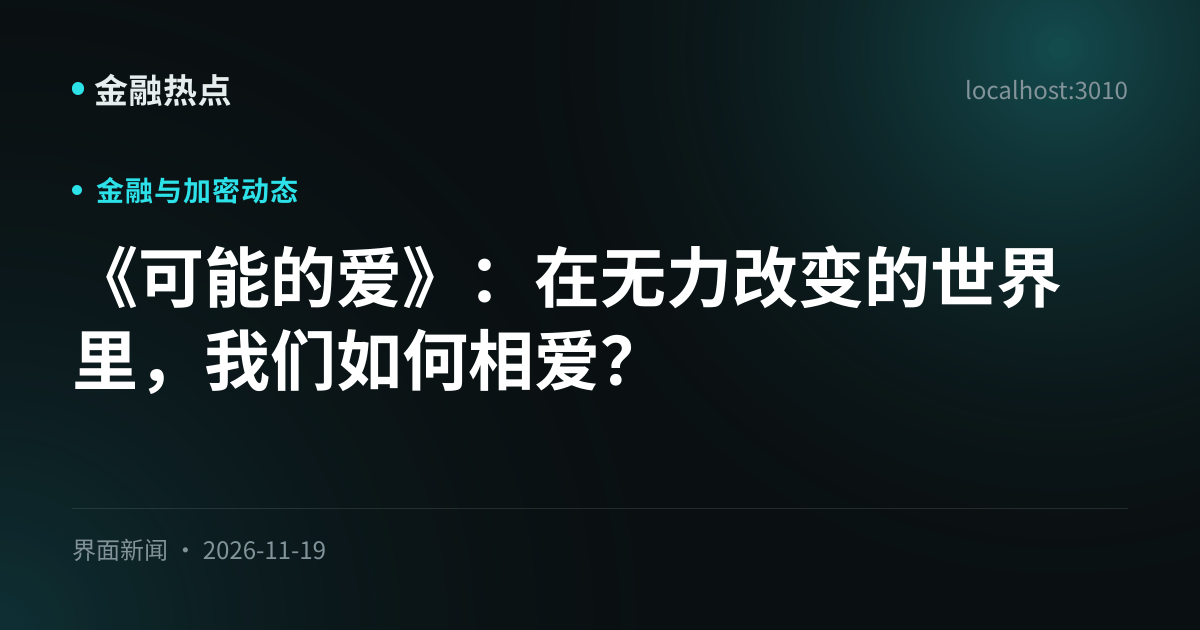 金融热点
localhost:3010
金融与加密动态
《可能的爱》：在无力改变的世界
里，我们如何相爱？
界面新闻 · 2026-11-19